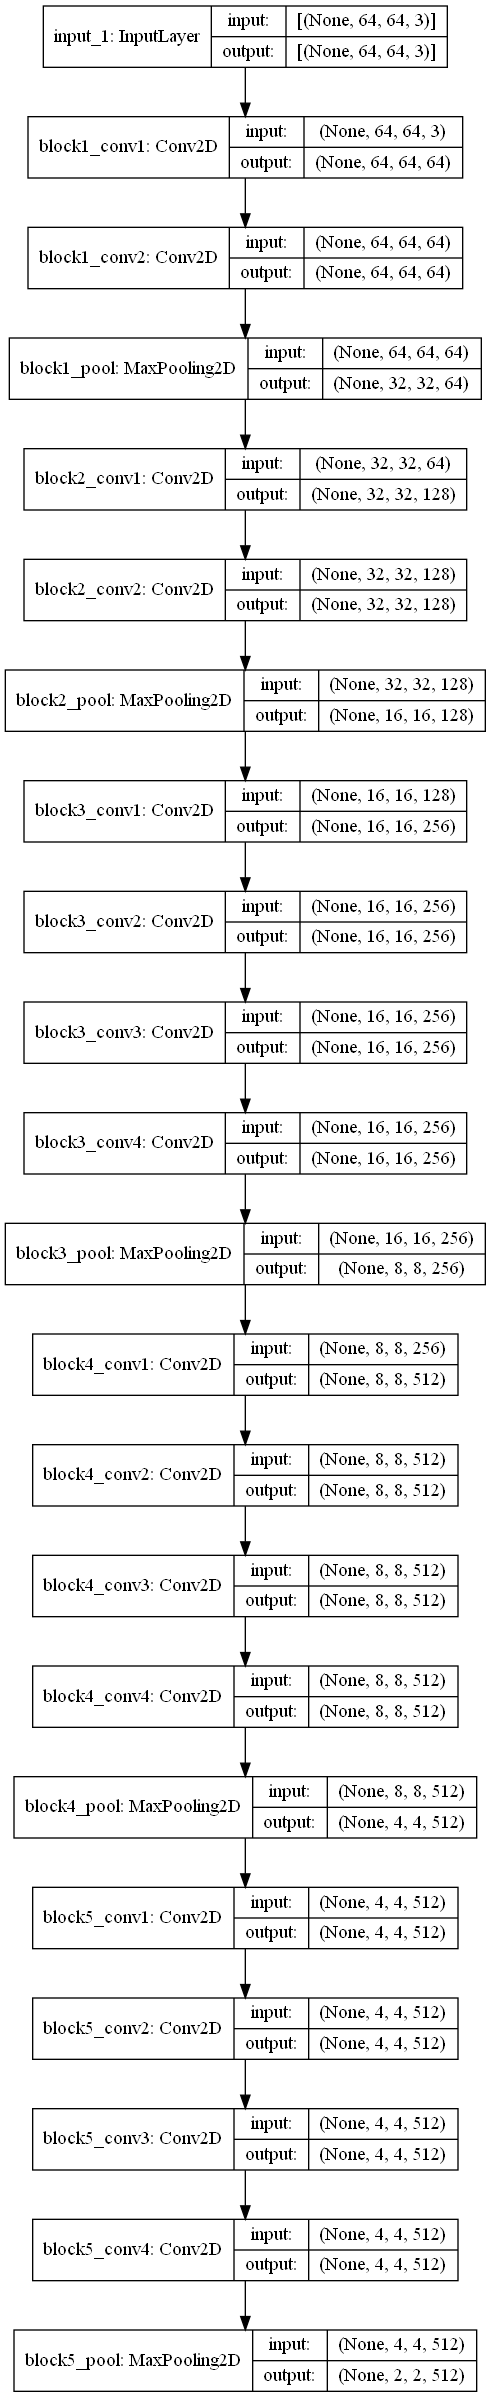 input_1: InputLayer
input: [(None, 64, 64, 3)]
output: [(None, 64, 64, 3)]
block1_conv1: Conv2D
input: (None, 64, 64, 3)
output: (None, 64, 64, 64)
block1_conv2: Conv2D
input: (None, 64, 64, 64)
output: (None, 64, 64, 64)
block1_pool: MaxPooling2D
input: (None, 64, 64, 64)
output: (None, 32, 32, 64)
block2_conv1: Conv2D
input: (None, 32, 32, 64)
output: (None, 32, 32, 128)
block2_conv2: Conv2D
input: (None, 32, 32, 128)
output: (None, 32, 32, 128)
block2_pool: MaxPooling2D
input: (None, 32, 32, 128)
output: (None, 16, 16, 128)
block3_conv1: Conv2D
input: (None, 16, 16, 128)
output: (None, 16, 16, 256)
block3_conv2: Conv2D
input: (None, 16, 16, 256)
output: (None, 16, 16, 256)
block3_conv3: Conv2D
input: (None, 16, 16, 256)
output: (None, 16, 16, 256)
block3_conv4: Conv2D
input: (None, 16, 16, 256)
output: (None, 16, 16, 256)
block3_pool: MaxPooling2D
input: (None, 16, 16, 256)
output: (None, 8, 8, 256)
block4_conv1: Conv2D
input: (None, 8, 8, 256)
output: (None, 8, 8, 512)
block4_conv2: Conv2D
input: (None, 8, 8, 512)
output: (None, 8, 8, 512)
block4_conv3: Conv2D
input: (None, 8, 8, 512)
output: (None, 8, 8, 512)
block4_conv4: Conv2D
input: (None, 8, 8, 512)
output: (None, 8, 8, 512)
block4_pool: MaxPooling2D
input: (None, 8, 8, 512)
output: (None, 4, 4, 512)
block5_conv1: Conv2D
input: (None, 4, 4, 512)
output: (None, 4, 4, 512)
block5_conv2: Conv2D
input: (None, 4, 4, 512)
output: (None, 4, 4, 512)
block5_conv3: Conv2D
input: (None, 4, 4, 512)
output: (None, 4, 4, 512)
block5_conv4: Conv2D
input: (None, 4, 4, 512)
output: (None, 4, 4, 512)
block5_pool: MaxPooling2D
input: (None, 4, 4, 512)
output: (None, 2, 2, 512)